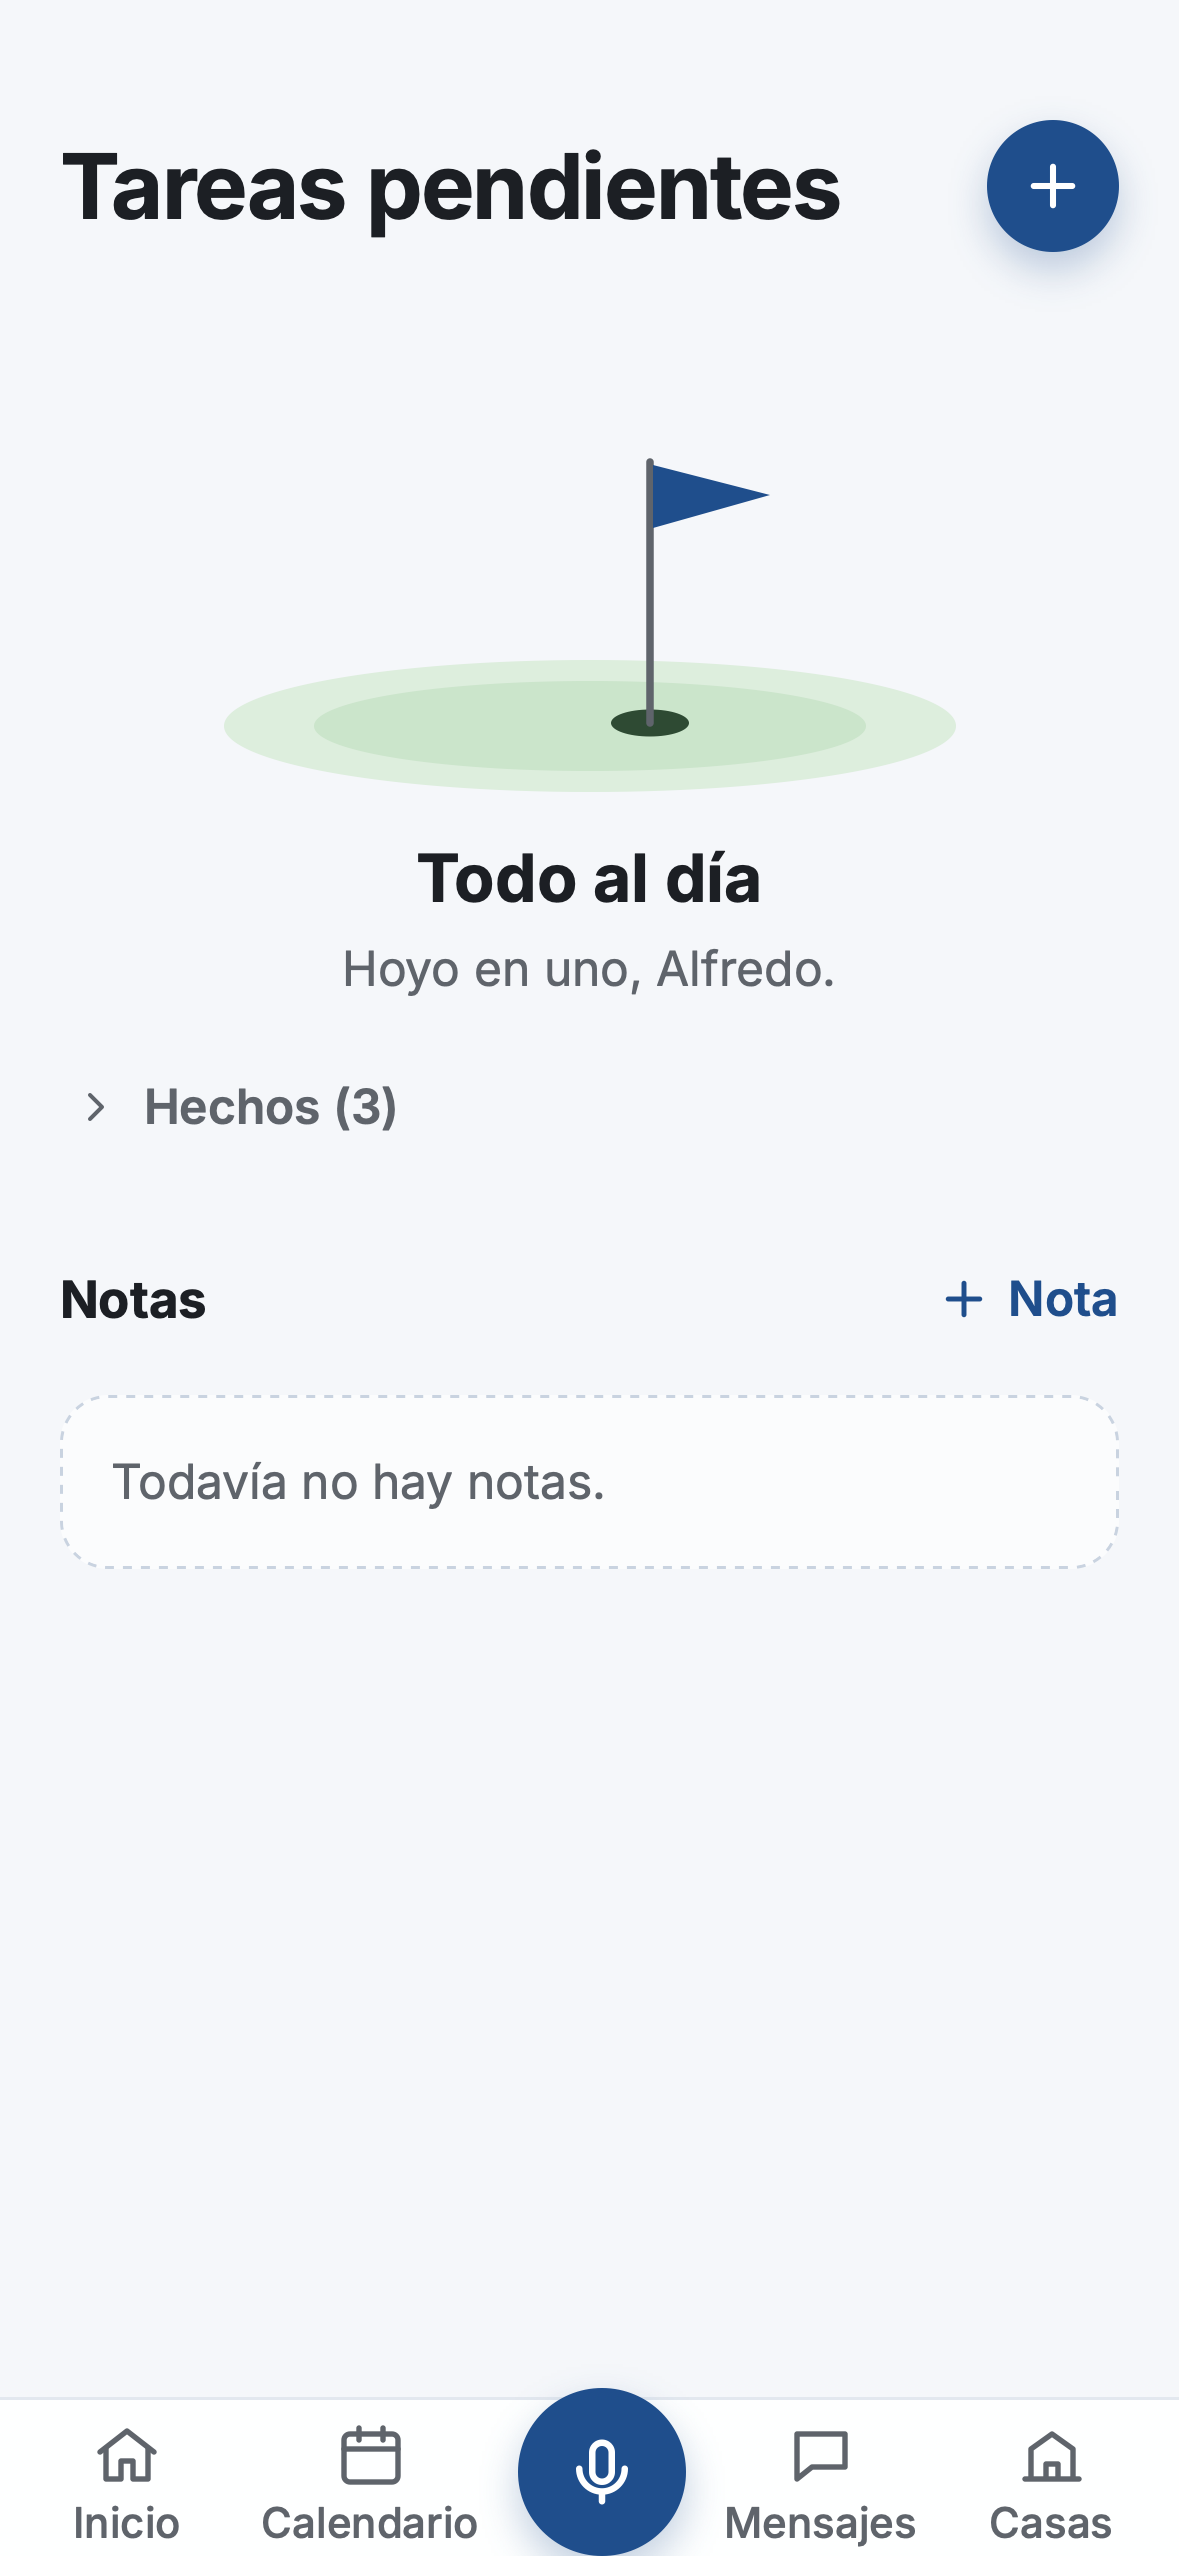 Tareas pendientes
Todo al día
Hoyo en uno, Alfredo.
Hechos (3)
Notas
Nota
Todavía no hay notas.
Inicio
Calendario
Mensajes
Casas